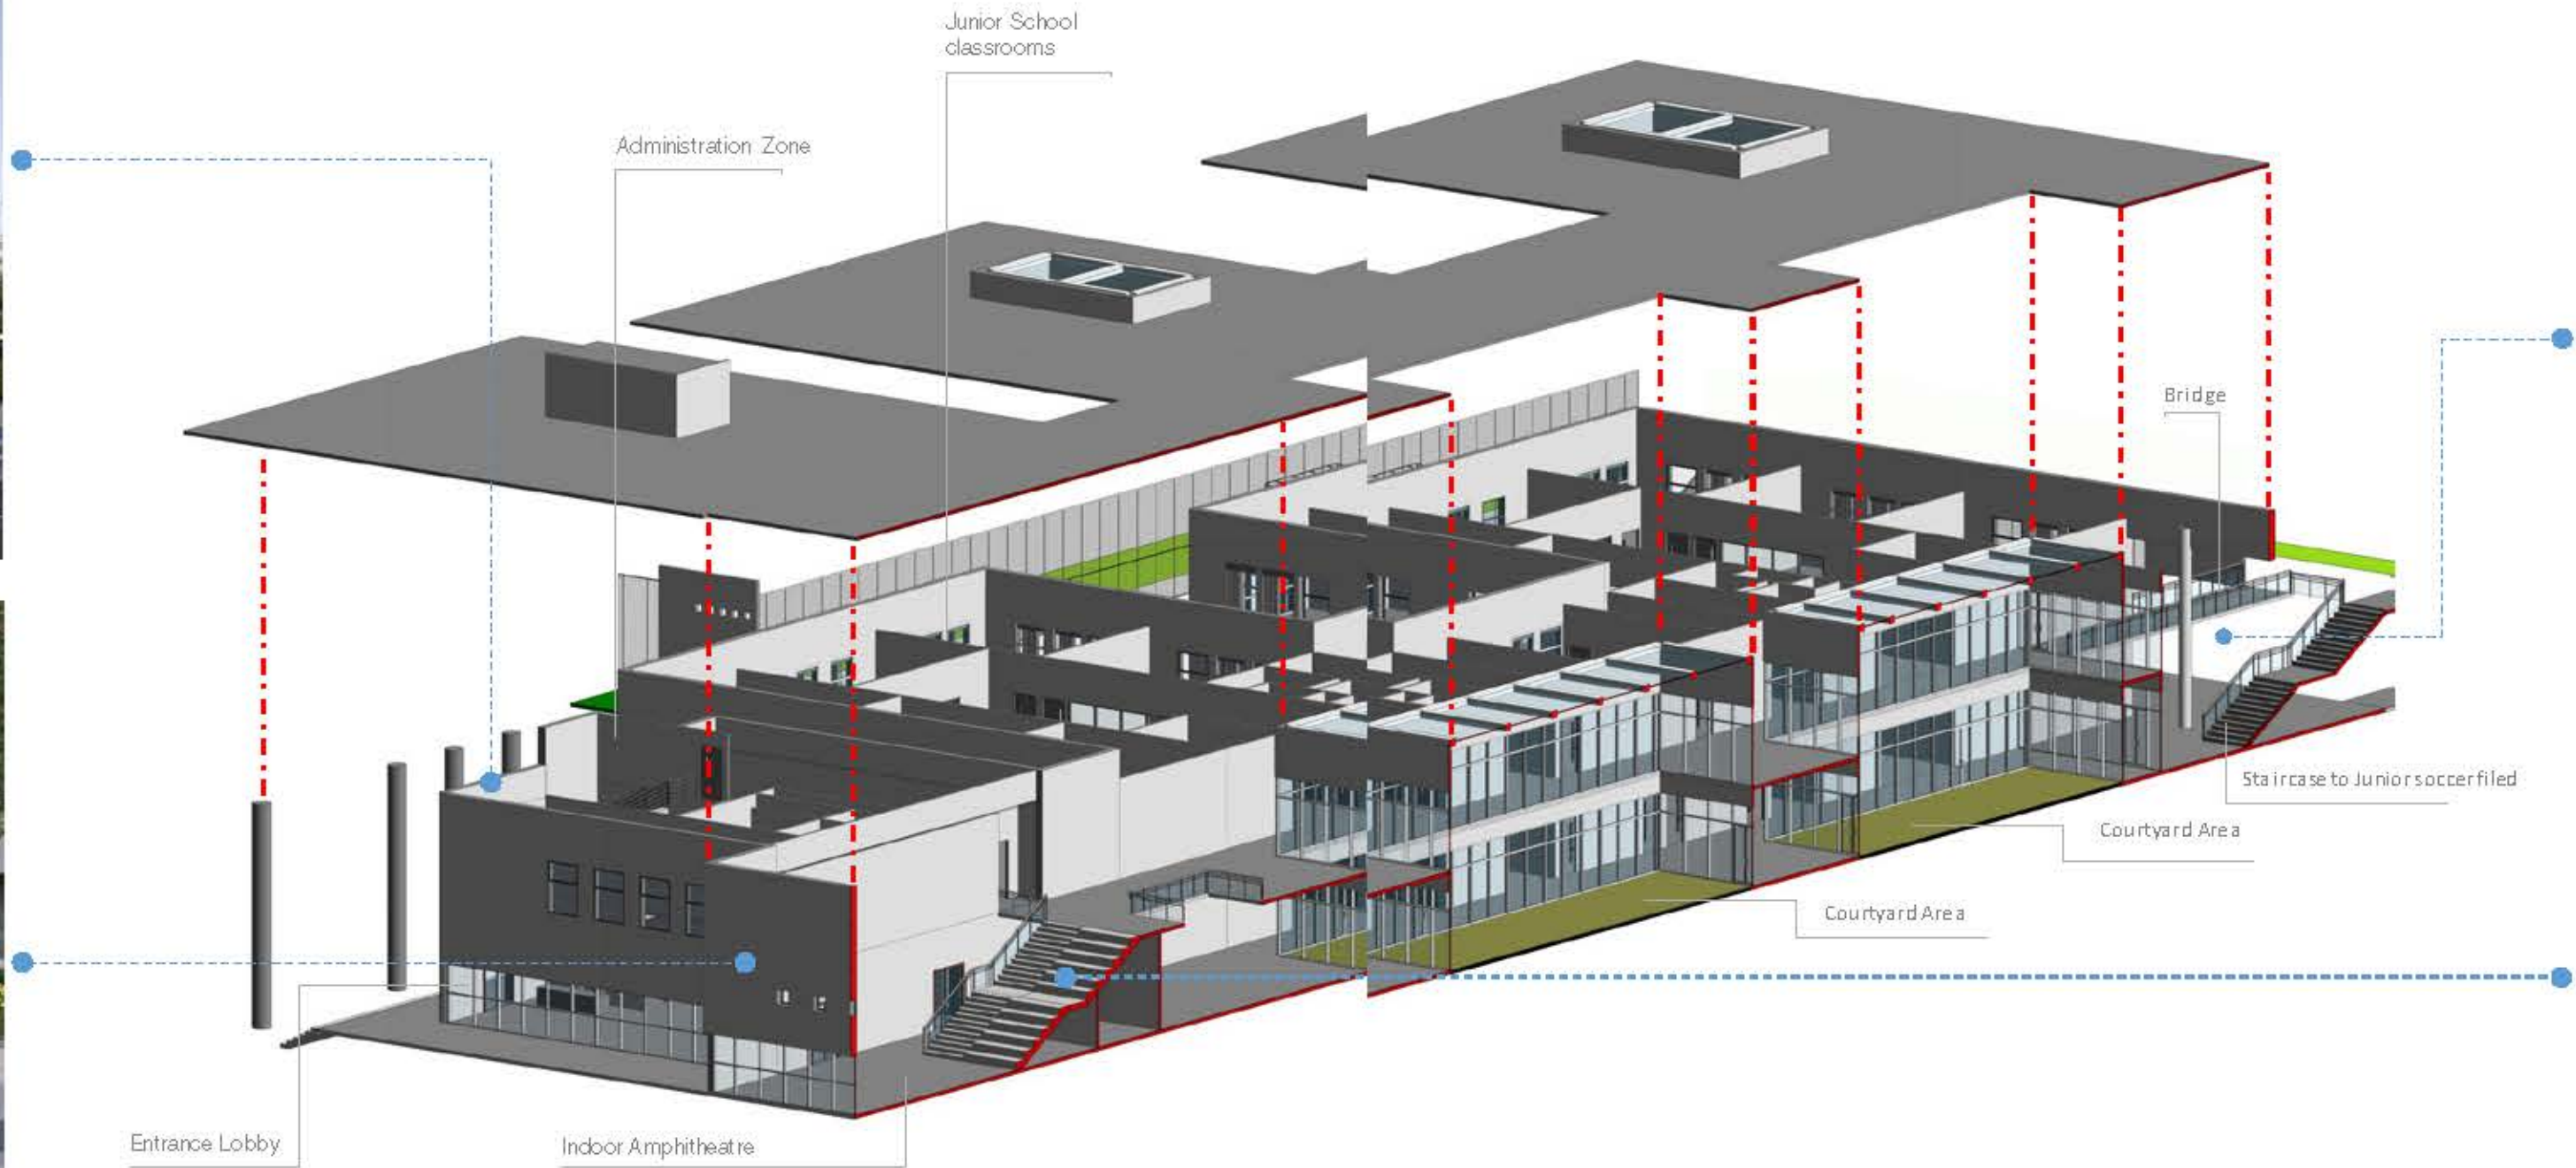 Junior School
classrooms
Administration Zone
Bridge
Staircase to Junior soccer filed
Courtyard Area
Courtyard Area
Entrance Lobby
Indoor Amphitheatre